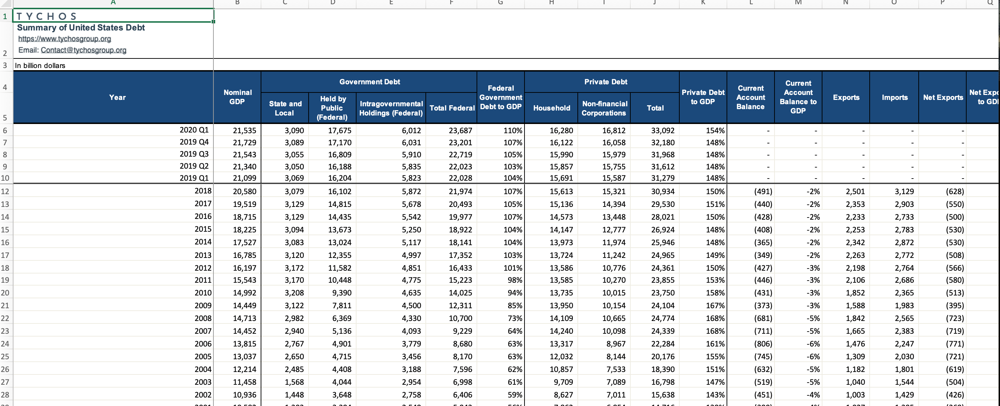 A B C D E F G H I J K L M N O P Q
1 TYCHOS
Summary of United States Debt
https://www.tychosgroup.org
2 Email: Contact@tychosgroup.org
3 In billion dollars
4 5 Year Nominal GDP Government Debt State and Local Held by Public (Federal) Intragovernmental Holdings (Federal) Total Federal Federal Government Debt to GDP Private Debt Household Non-financial Corporations Total Private Debt to GDP Current Account Balance Current Account Balance to GDP Exports Imports Net Exports Net to
6 2020 Q1 21,535 3,090 17,675 6,012 23,687 110% 16,280 16,812 33,092 154% - - - - -
7 2019 Q4 21,729 3,089 17,170 6,031 23,201 107% 16,122 16,058 32,180 148% - - - - -
8 2019 Q3 21,543 3,055 16,809 5,910 22,719 105% 15,990 15,979 31,968 148% - - - - -
9 2019 Q2 21,340 3,050 16,188 5,835 22,023 103% 15,857 15,755 31,612 148% - - - - -
10 2019 Q1 21,099 3,069 16,204 5,823 22,028 104% 15,691 15,587 31,279 148% - - - - -
12 2018 20,580 3,079 16,102 5,872 21,974 107% 15,613 15,321 30,934 150% (491) -2% 2,501 3,129 (628)
13 2017 19,519 3,129 14,815 5,678 20,493 105% 15,136 14,394 29,530 151% (440) -2% 2,353 2,903 (550)
14 2016 18,715 3,129 14,435 5,542 19,977 107% 14,573 13,448 28,021 150% (428) -2% 2,233 2,733 (500)
15 2015 18,225 3,094 13,673 5,250 18,922 104% 14,147 12,777 26,924 148% (408) -2% 2,253 2,783 (530)
16 2014 17,527 3,083 13,024 5,117 18,141 104% 13,973 11,974 25,946 148% (365) -2% 2,342 2,872 (530)
17 2013 16,785 3,120 12,355 4,997 17,352 103% 13,724 11,242 24,965 149% (349) -2% 2,263 2,772 (508)
18 2012 16,197 3,172 11,582 4,851 16,433 101% 13,586 10,776 24,361 150% (427) -3% 2,198 2,764 (566)
19 2011 15,543 3,170 10,448 4,775 15,223 98% 13,585 10,270 23,855 153% (446) -3% 2,106 2,686 (580)
20 2010 14,992 3,208 9,390 4,635 14,025 94% 13,735 10,015 23,750 158% (431) -3% 1,852 2,365 (513)
21 2009 14,449 3,122 7,811 4,500 12,311 85% 13,950 10,154 24,104 167% (373) -3% 1,588 1,983 (395)
22 2008 14,713 2,982 6,369 4,330 10,700 73% 14,109 10,665 24,774 168% (681) -5% 1,842 2,565 (723)
23 2007 14,452 2,940 5,136 4,093 9,229 64% 14,240 10,098 24,339 168% (711) -5% 1,665 2,383 (719)
24 2006 13,815 2,767 4,901 3,779 8,680 63% 13,317 8,967 22,284 161% (806) -6% 1,476 2,247 (771)
25 2005 13,037 2,650 4,715 3,456 8,170 63% 12,032 8,144 20,176 155% (745) -6% 1,309 2,030 (721)
26 2004 12,214 2,485 4,408 3,188 7,596 62% 10,857 7,533 18,390 151% (632) -5% 1,182 1,801 (619)
27 2003 11,458 1,568 4,044 2,954 6,998 61% 9,709 7,089 16,798 147% (519) -5% 1,040 1,544 (504)
28 2002 10,936 1,448 3,648 2,758 6,406 59% 8,627 7,011 15,638 143% (451) -4% 1,003 1,429 (426)